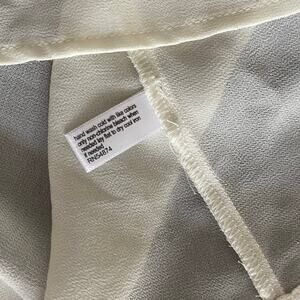 hand wash cold with like colors
only non-chlorine bleach when
needed lay flat to dry cool iron
if needed
RN54874